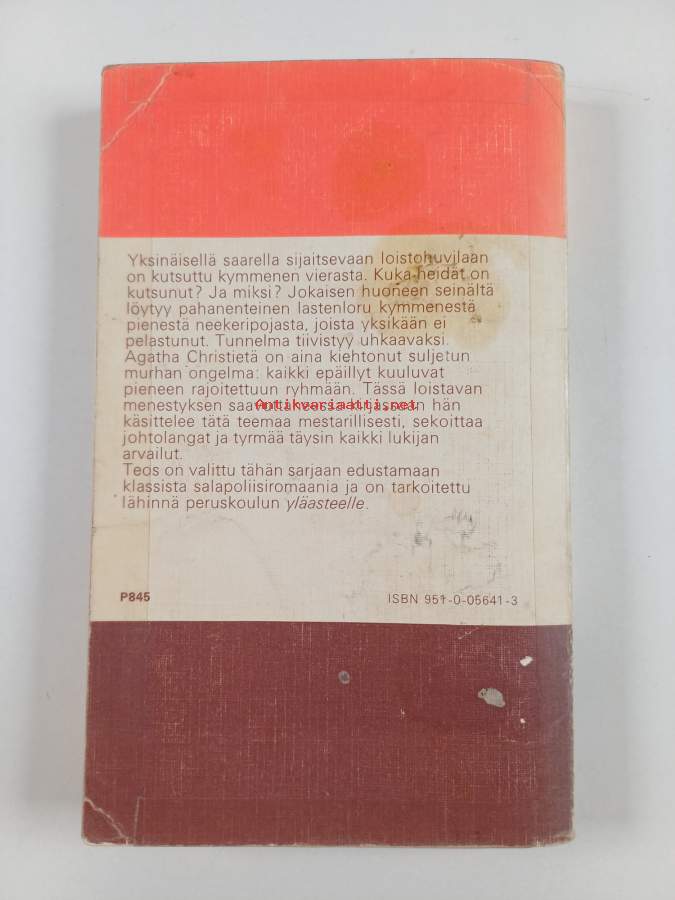 Yksinäisellä saarella sijaitsevaan loistohuvilaan
on kutsuttu kymmenen vierasta. Kuka heidät on
kutsunut? Ja miksi? Jokaisen huoneen seinältä
löytyy pahanenteinen lastenloru kymmenestä
pienestä neekeripojasta, joista yksikään ei
pelastunut. Tunnelma tiivistyy uhkaavaksi.
Agatha Christietä on aina kiehtonut suljetun
murhan ongelma: kaikki epäillyt kuuluvat
pieneen rajoitettuun ryhmään. Tässä loistavan
menestyksen hän
Antikvariaatti.net
käsittelee tätä teemaa mestarillisesti, sekoittaa
johtolangat ja tyrmää täysin kaikki lukijan
arvailut.
Teos on valittu tähän sarjaan edustamaan
klassista salapoliisiromaania ja on tarkoitettu
lähinnä peruskoulun yläasteelle.
P845 ISBN 951-0-05641-3